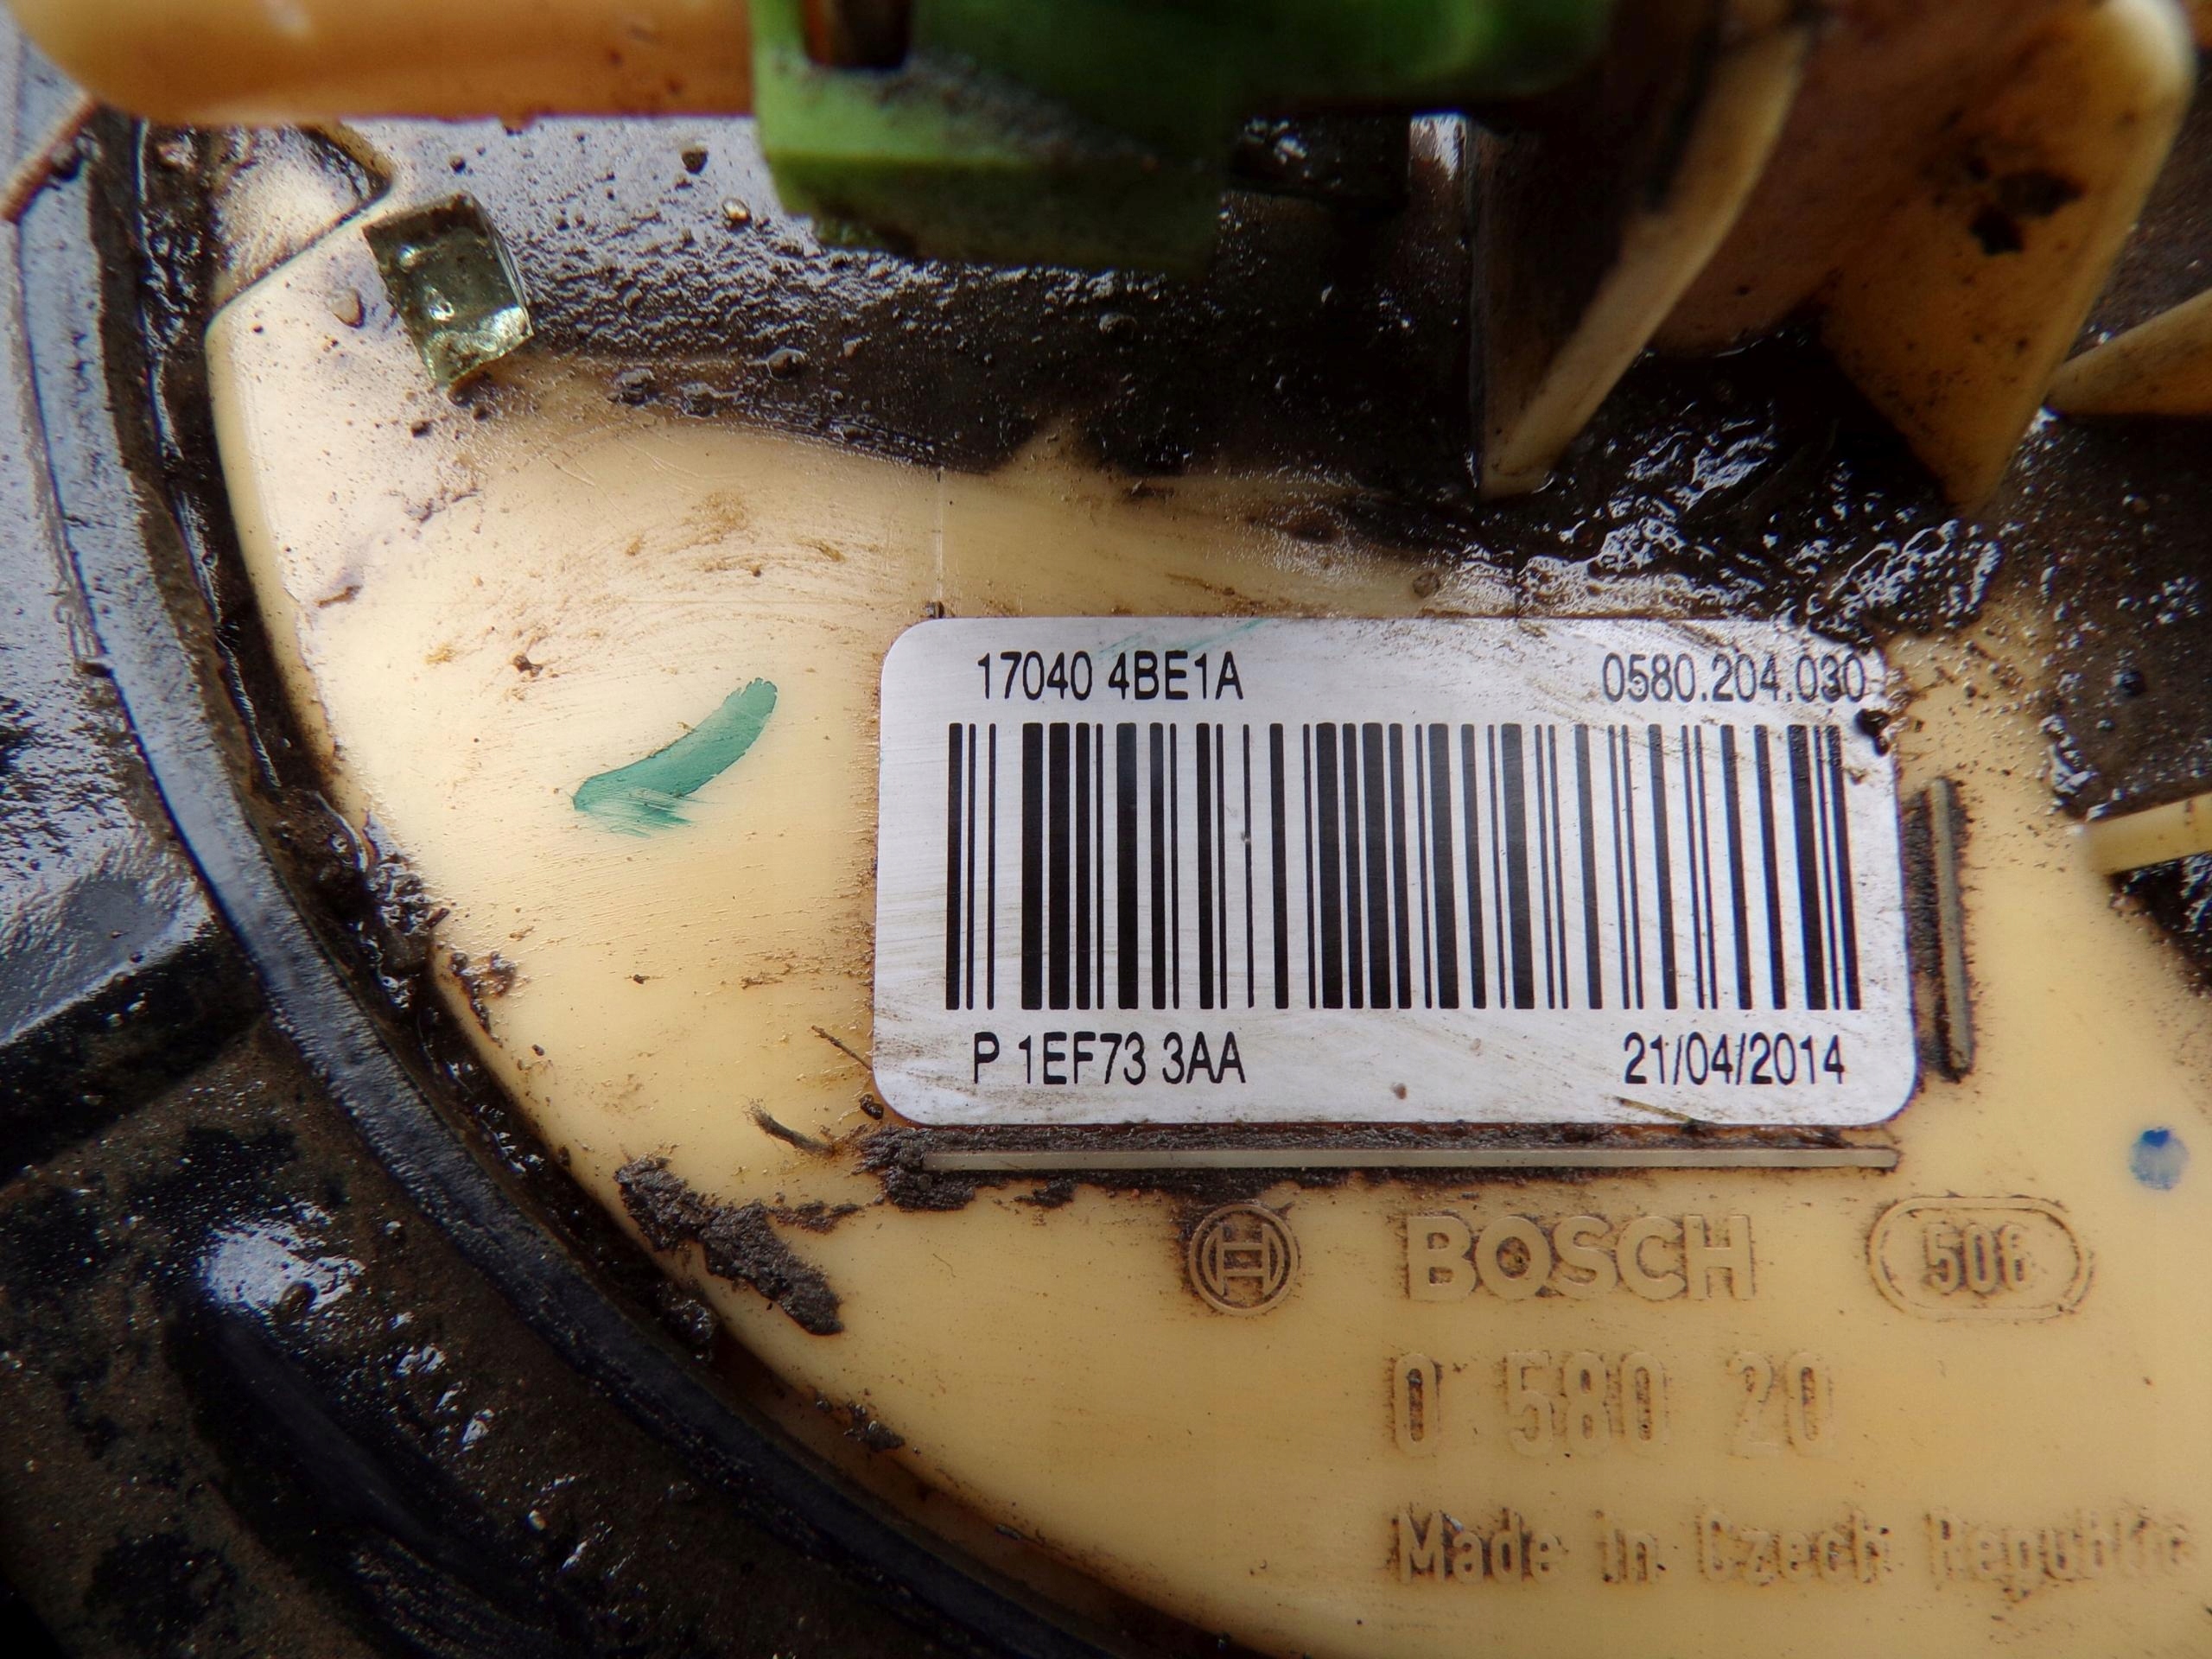 17040 4BE1A 0580.204.030
P 1EF73 3AA 21/04/2014
BOSCH 506
0 580 20
Made in Czech Republic